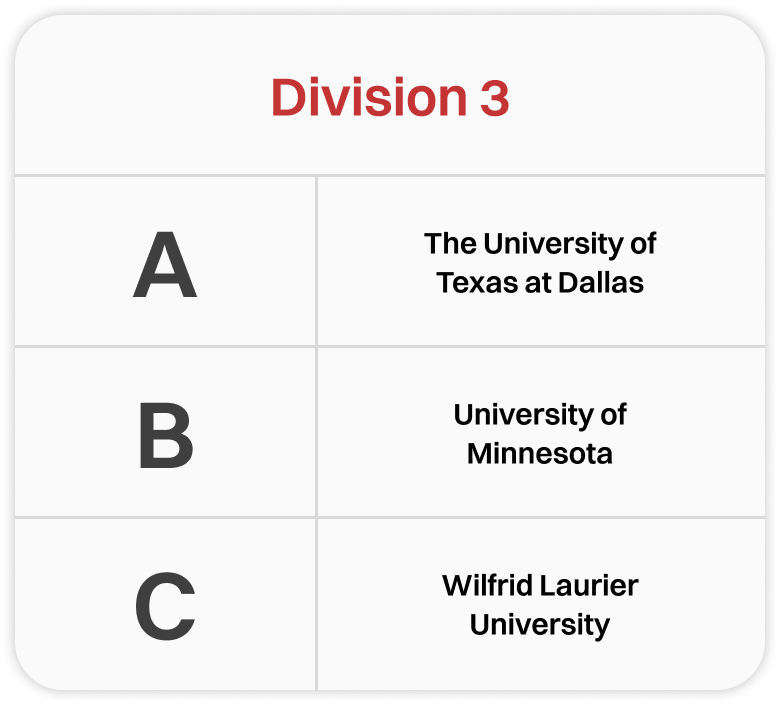 Division 3
A
The University of
Texas at Dallas
B
University of
Minnesota
C
Wilfrid Laurier
University